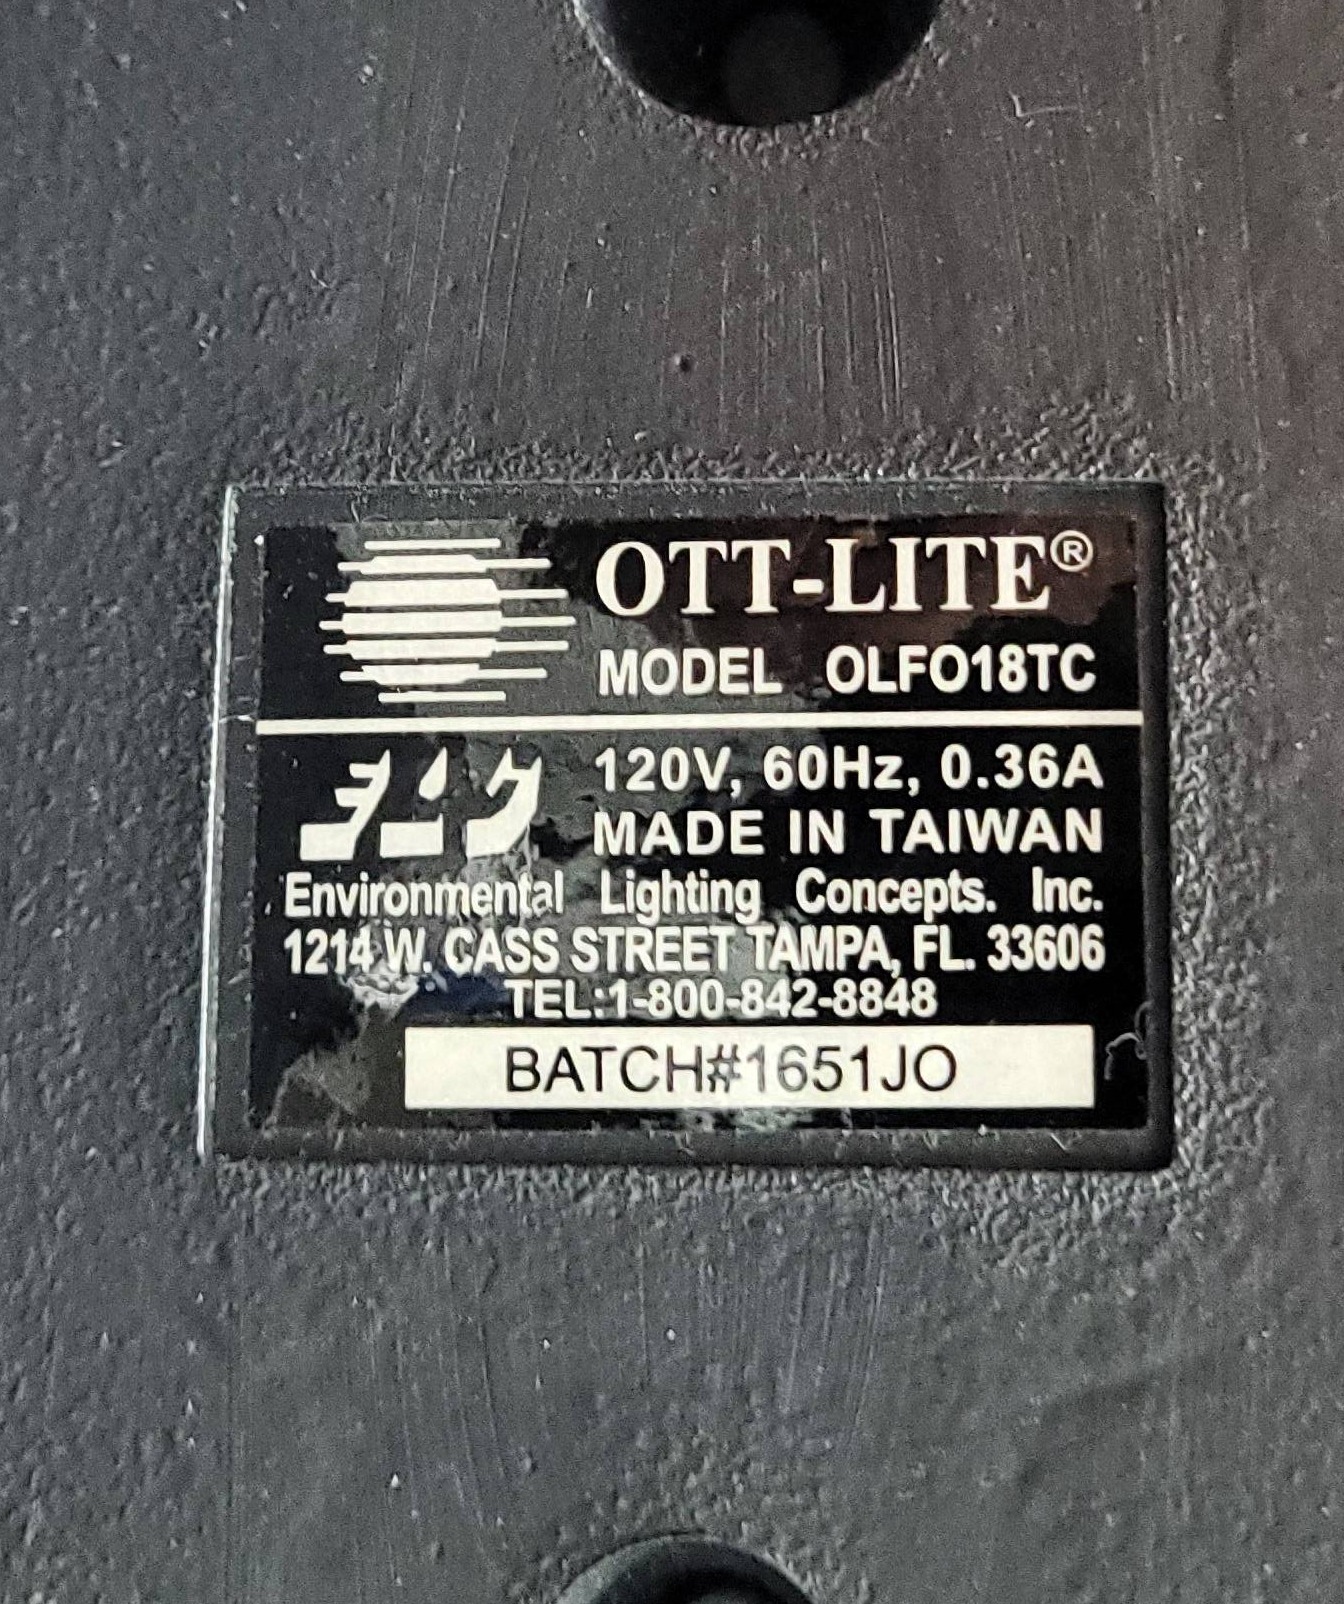 OTT-LITE®
MODEL OLFO18TC
ELC 120V, 60Hz, 0.36A
MADE IN TAIWAN
Environmental Lighting Concepts. Inc.
1214 W. CASS STREET TAMPA, FL. 33606
TEL:1-800-842-8848
BATCH#1651JO